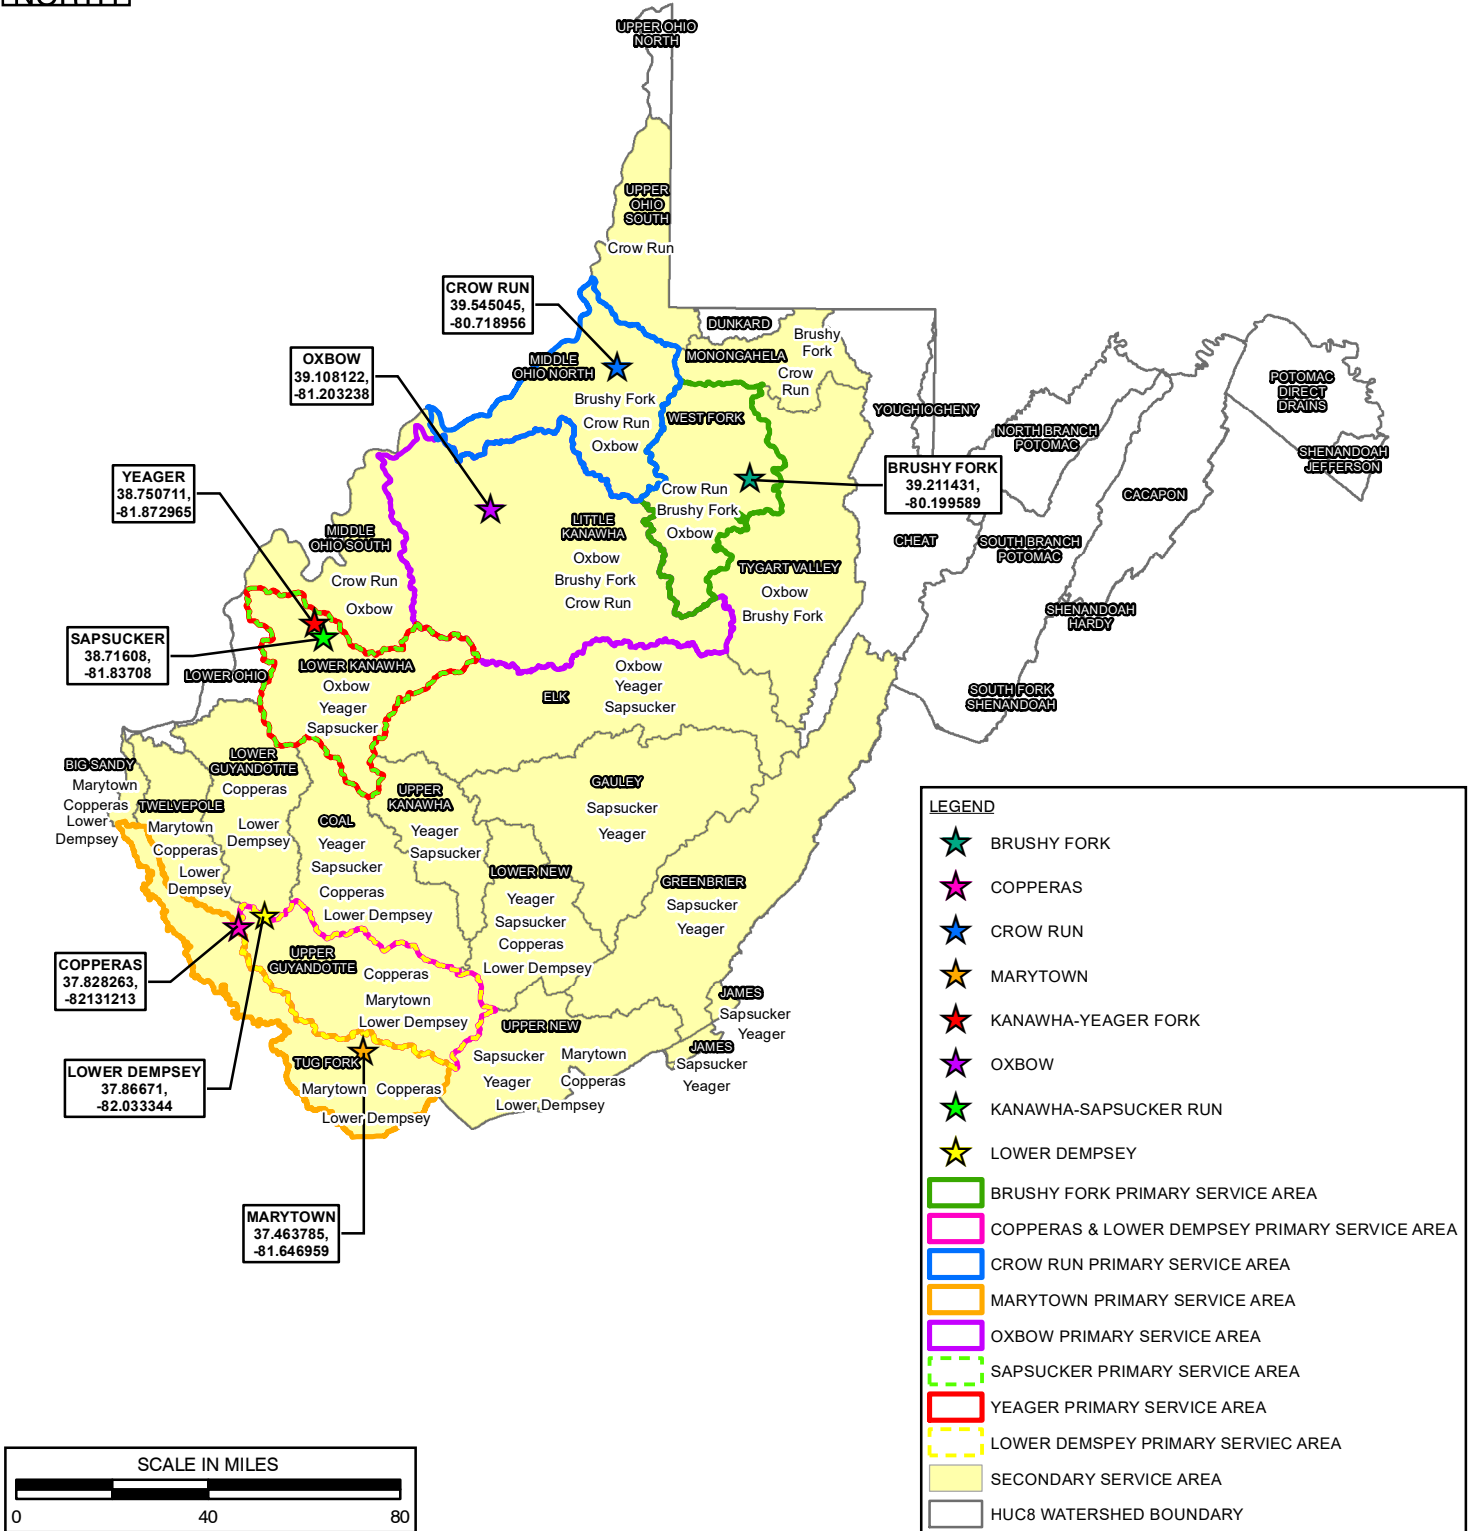 NORTH
UPPER OHIO
NORTH
UPPER
OHIO
SOUTH
Crow Run
CROW RUN
39.545045,
-80.718956
DUNKARD
Brushy
Fork
MONONGAHELA
Crow
Run
OXBOW
39.108122,
-81.203238
MIDDLE
OHIO NORTH
Brushy Fork
Crow Run
Oxbow
WEST FORK
YOUGHIOGHENY
NORTH BRANCH
POTOMAC
POTOMAC
DIRECT
DRAINS
SHENANDOAH
JEFFERSON
YEAGER
38.750711,
-81.872965
BRUSHY FORK
39.211431,
-80.199589
Crow Run
Brushy Fork
Oxbow
CACAPON
MIDDLE
OHIO SOUTH
Crow Run
Oxbow
LITTLE
KANAWHA
Oxbow
Brushy Fork
Crow Run
CHEAT
SOUTH BRANCH
POTOMAC
TYGART VALLEY
Oxbow
Brushy Fork
SHENANDOAH
HARDY
SAPSUCKER
38.71608,
-81.83708
LOWER OHIO
LOWER KANAWHA
Oxbow
Yeager
Sapsucker
ELK
Oxbow
Yeager
Sapsucker
SOUTH FORK
SHENANDOAH
BIG SANDY
Marytown
Copperas
Lower
Dempsey
TWELVEPOLE
Marytown
Copperas
Lower
Dempsey
LOWER
GUYANDOTTE
Copperas
Lower
Dempsey
COAL
Yeager
Sapsucker
Copperas
Lower Dempsey
UPPER
KANAWHA
Yeager
Sapsucker
GAULEY
Sapsucker
Yeager
LOWER NEW
Yeager
Sapsucker
Copperas
Lower Dempsey
GREENBRIER
Sapsucker
Yeager
COPPERAS
37.828263,
-82131213
UPPER
GUYANDOTTE
Copperas
Marytown
Lower Dempsey
JAMES
Sapsucker
Yeager
UPPER NEW
Sapsucker
Yeager
Marytown
Copperas
Lower Dempsey
JAMES
Sapsucker
Yeager
LOWER DEMPSEY
37.86671,
-82.033344
TUG FORK
Marytown
Copperas
Lower Dempsey
MARYTOWN
37.463785,
-81.646959
LEGEND
BRUSHY FORK
COPPERAS
CROW RUN
MARYTOWN
KANAWHA-YEAGER FORK
OXBOW
KANAWHA-SAPSUCKER RUN
LOWER DEMPSEY
BRUSHY FORK PRIMARY SERVICE AREA
COPPERAS & LOWER DEMPSEY PRIMARY SERVICE AREA
CROW RUN PRIMARY SERVICE AREA
MARYTOWN PRIMARY SERVICE AREA
OXBOW PRIMARY SERVICE AREA
SAPSUCKER PRIMARY SERVICE AREA
YEAGER PRIMARY SERVICE AREA
LOWER DEMSPEY PRIMARY SERVIEC AREA
SECONDARY SERVICE AREA
HUC8 WATERSHED BOUNDARY
SCALE IN MILES
0 40 80